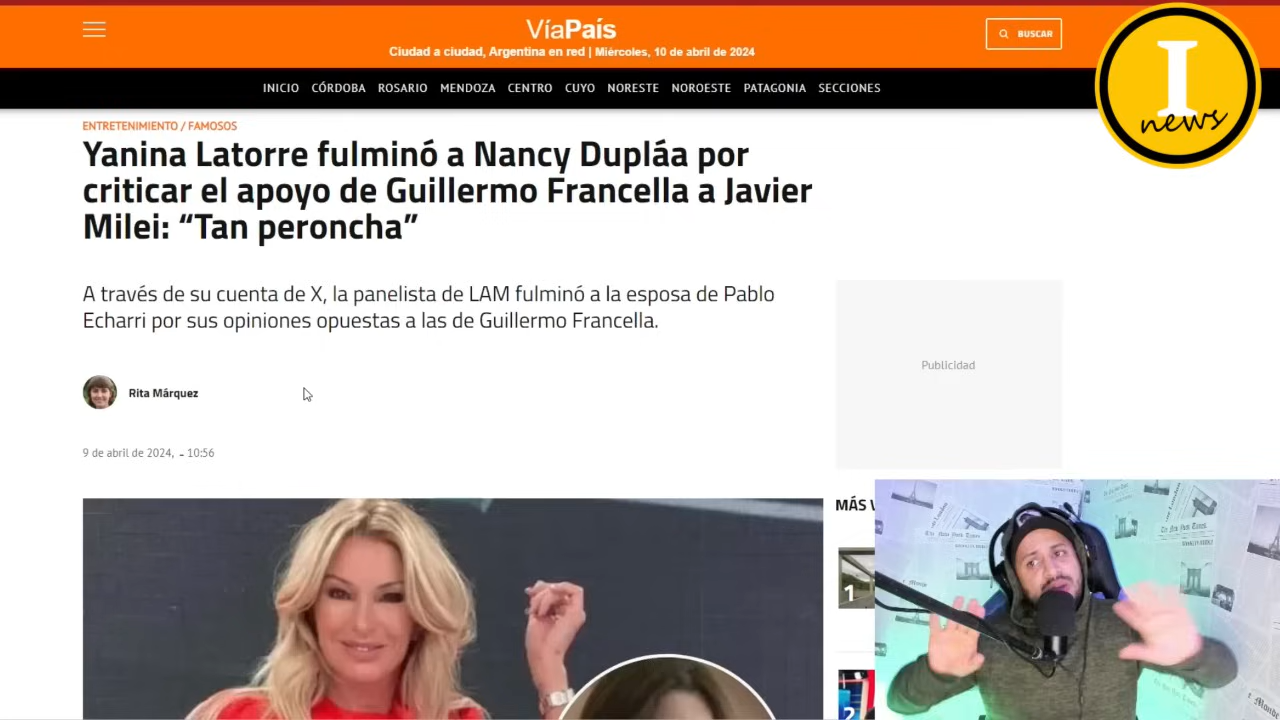 VíaPaís
Ciudad a ciudad, Argentina en red | Miércoles, 10 de abril de 2024
BUSCAR
I
news
INICIO CÓRDOBA ROSARIO MENDOZA CENTRO CUYO NORESTE NOROESTE PATAGONIA SECCIONES
ENTRETENIMIENTO / FAMOSOS
Yanina Latorre fulminó a Nancy Dupláa por
criticar el apoyo de Guillermo Francella a Javier
Milei: “Tan peroncha”
A través de su cuenta de X, la panelista de LAM fulminó a la esposa de Pablo
Echarri por sus opiniones opuestas a las de Guillermo Francella.
Publicidad
Rita Márquez
9 de abril de 2024, - 10:56
MÁS
1
2